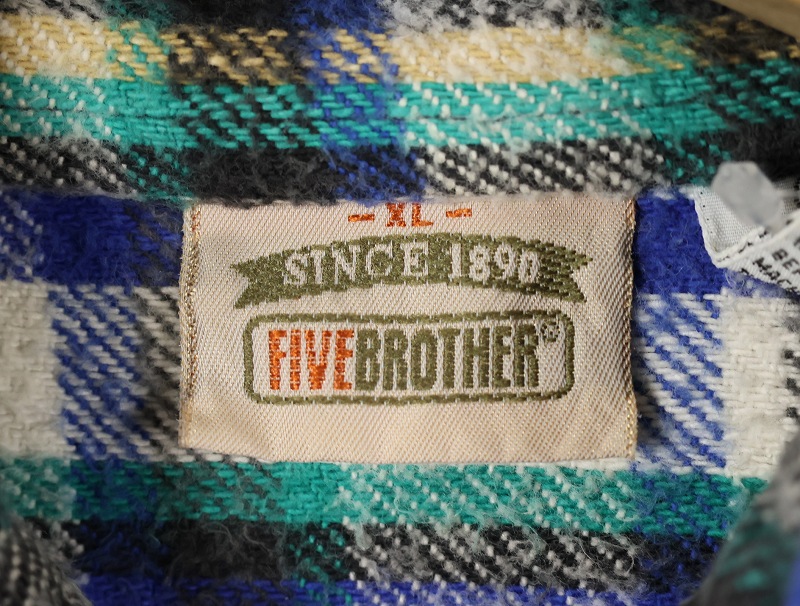 - XL -
SINCE 1890
FIVEBROTHER®